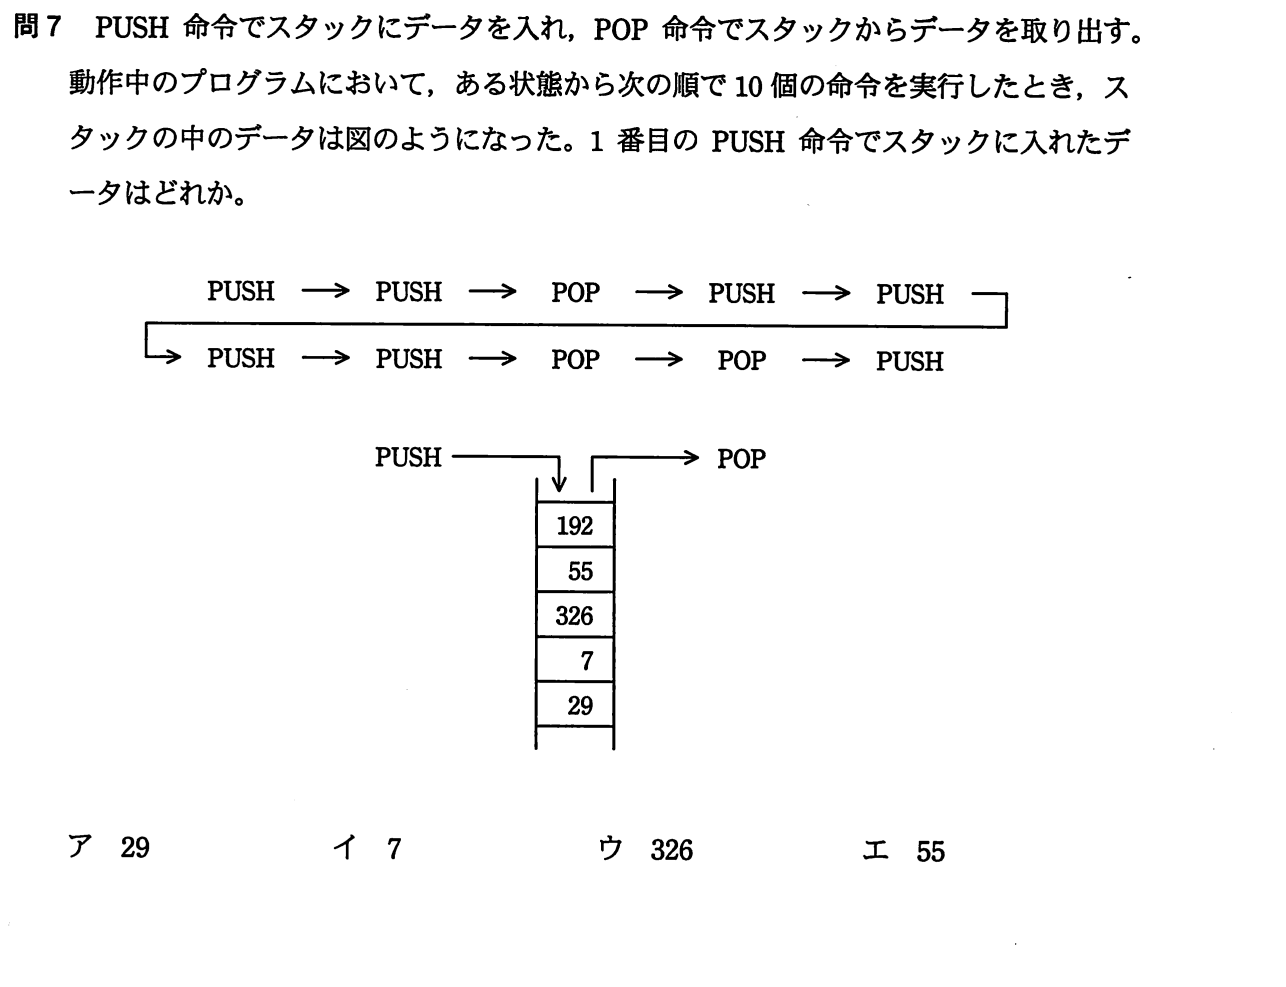 問7 PUSH 命令でスタックにデータを入れ，POP 命令でスタックからデータを取り出す。
動作中のプログラムにおいて，ある状態から次の順で 10 個の命令を実行したとき，ス
タックの中のデータは図のようになった。1 番目の PUSH 命令でスタックに入れたデ
ータはどれか。
PUSH → PUSH → POP → PUSH → PUSH
→ PUSH → PUSH → POP → POP → PUSH
PUSH POP
192
55
326
7
29
ア 29 イ 7 ウ 326 エ 55